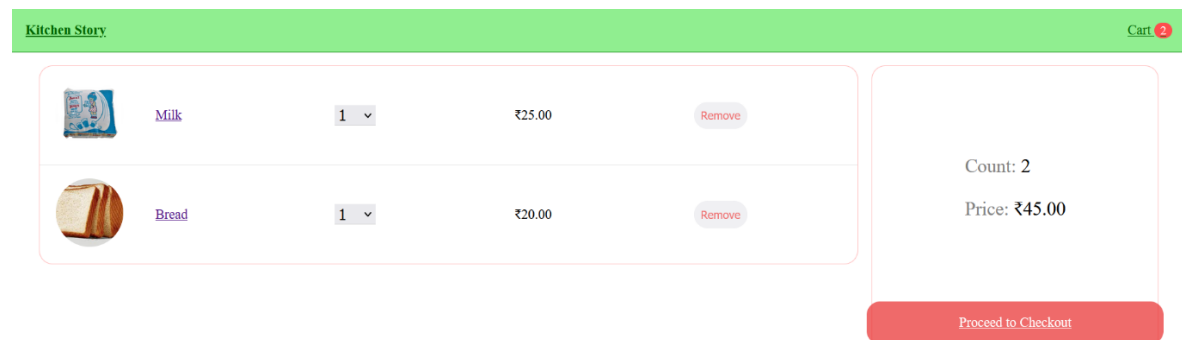 Kitchen Story
Cart 2
Milk 1 ₹25.00 Remove
Bread 1 ₹20.00 Remove
Count: 2
Price: ₹45.00
Proceed to Checkout